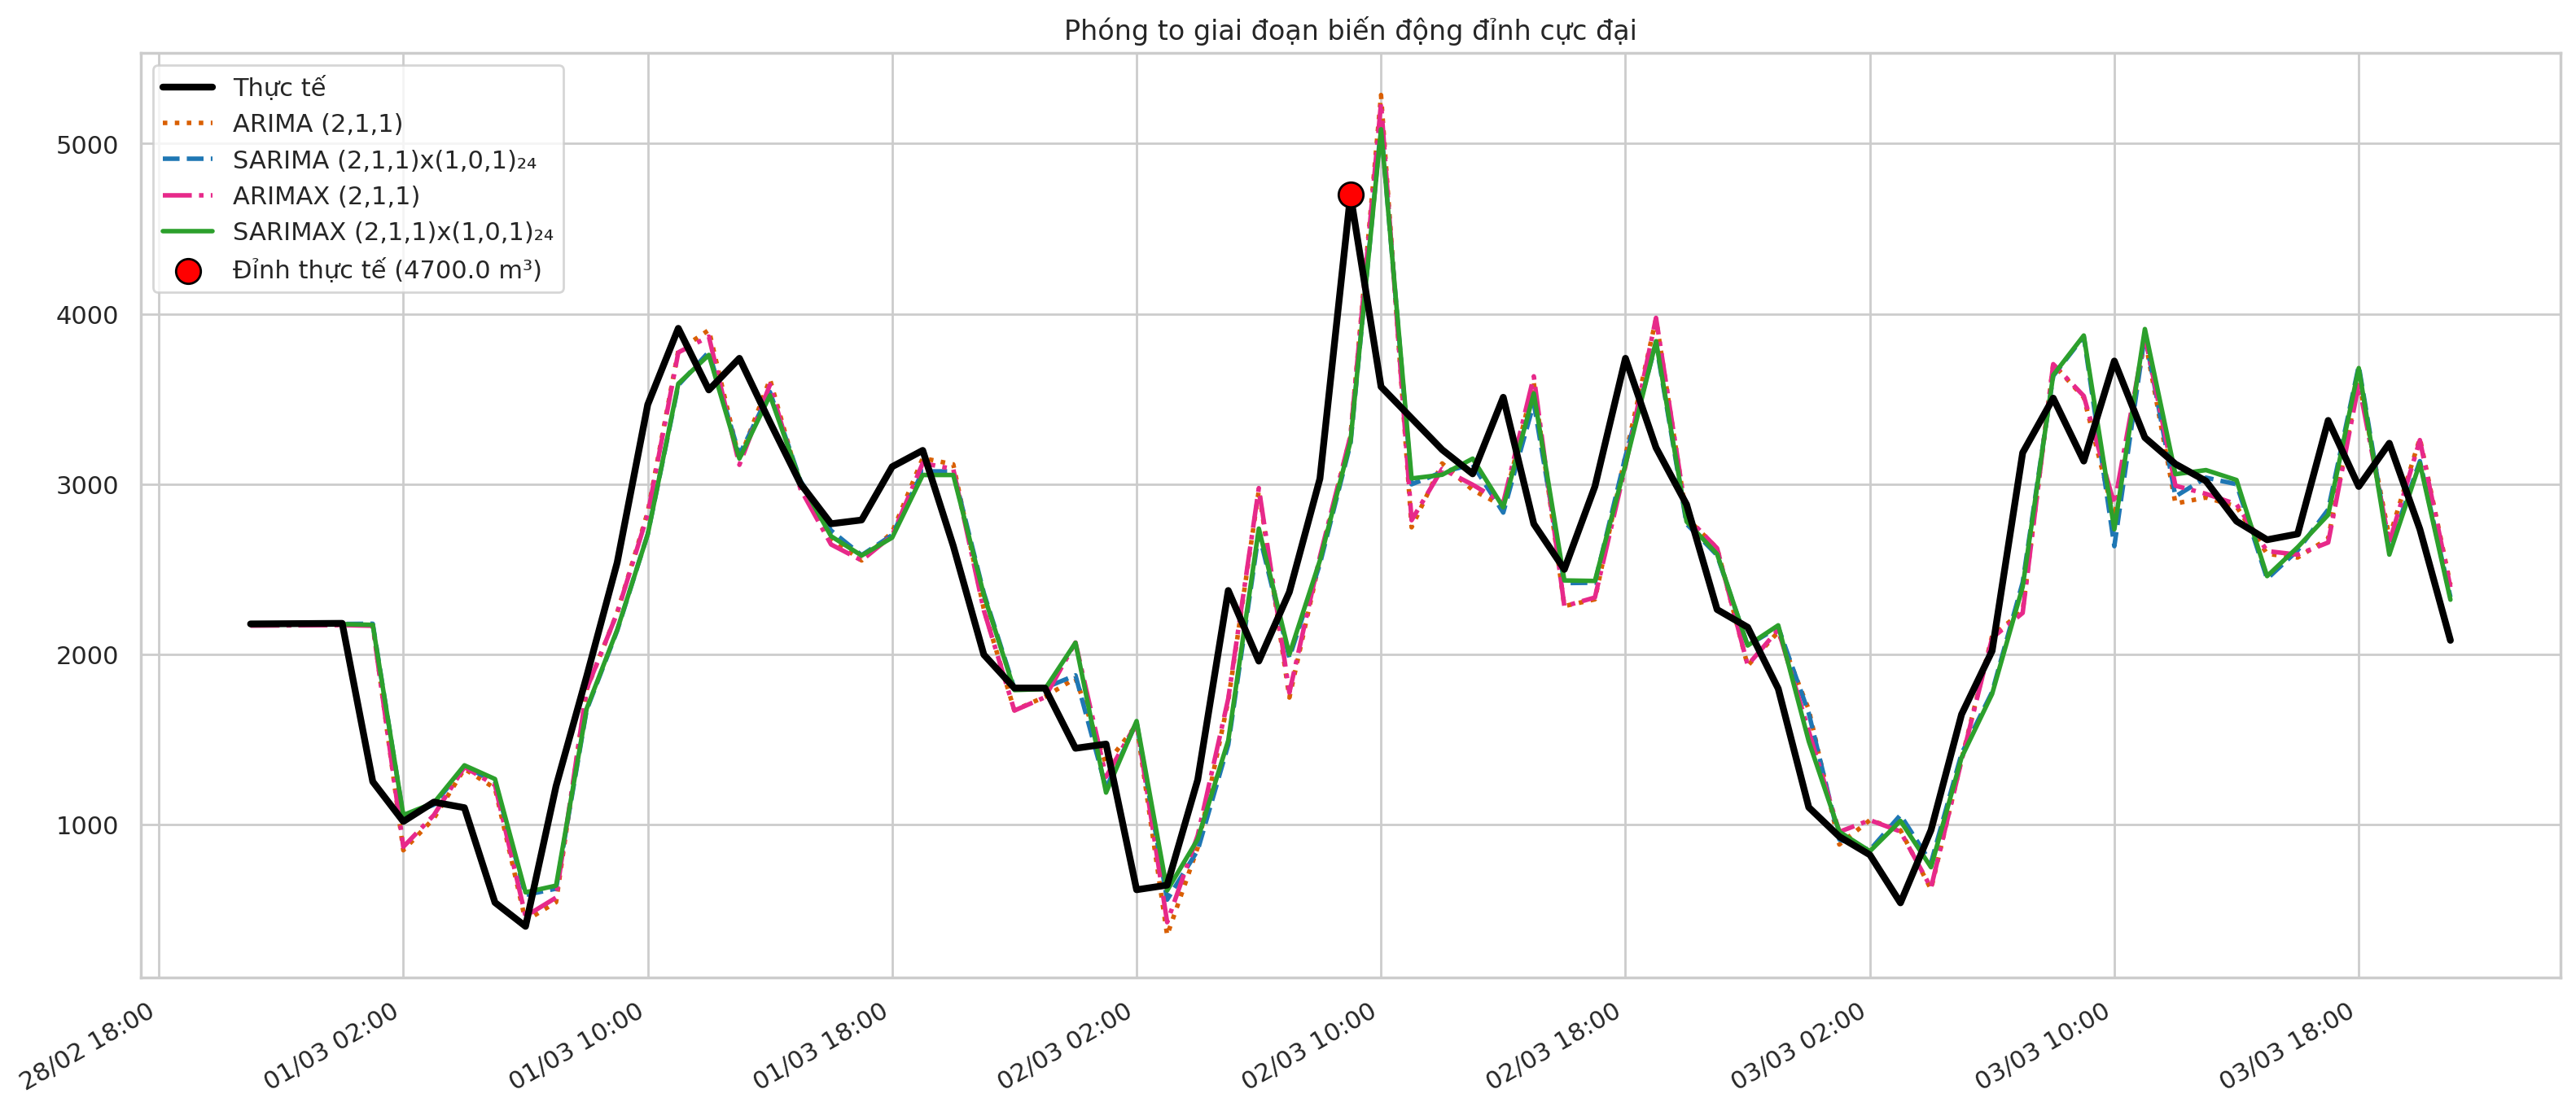 Phóng to giai đoạn biến động đỉnh cực đại
Thực tế
ARIMA (2,1,1)
SARIMA (2,1,1)x(1,0,1)₂₄
ARIMAX (2,1,1)
SARIMAX (2,1,1)x(1,0,1)₂₄
Đỉnh thực tế (4700.0 m³)
5000
4000
3000
2000
1000
28/02 18:00
01/03 02:00
01/03 10:00
01/03 18:00
02/03 02:00
02/03 10:00
02/03 18:00
03/03 02:00
03/03 10:00
03/03 18:00